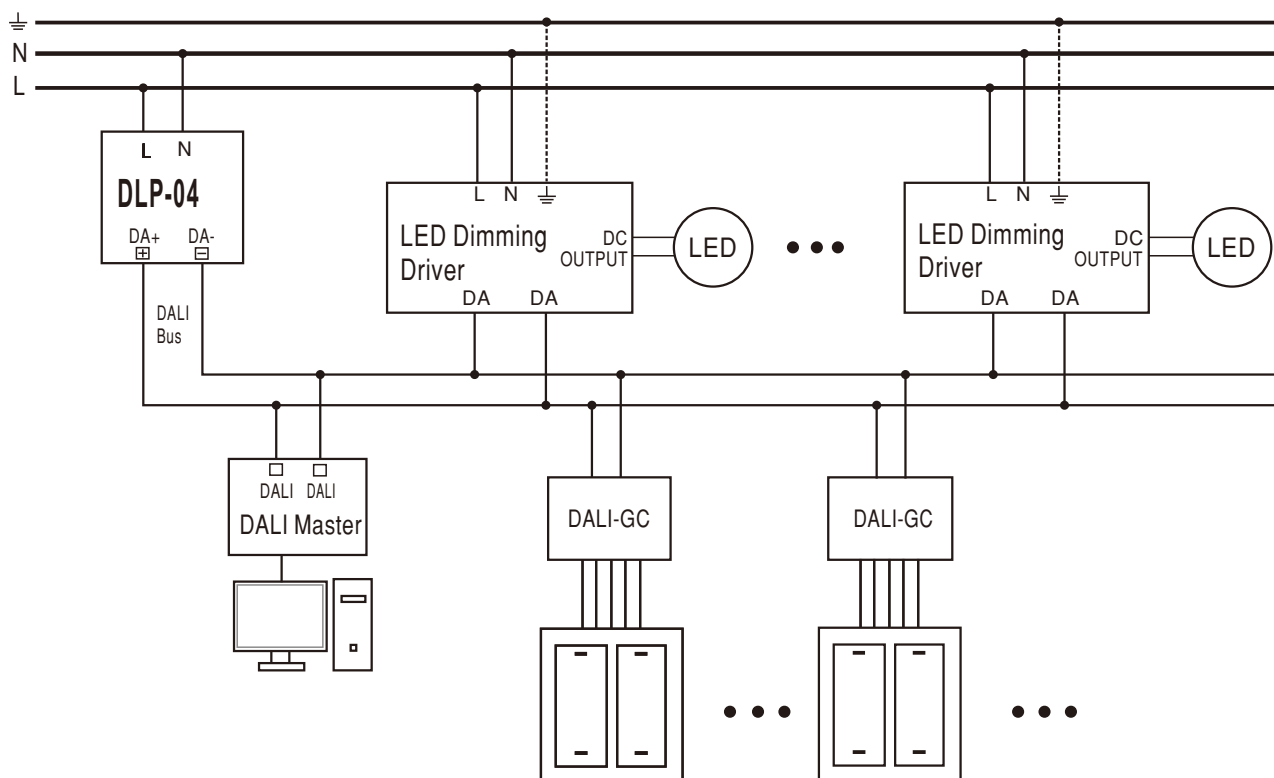 N
L
L N
DLP-04
DA+ DA-
DALI
Bus
L N
LED Dimming
Driver
DC
OUTPUT
DA DA
LED
L N
LED Dimming
Driver
DC
OUTPUT
DA DA
LED
DALI DALI
DALI Master
DALI-GC
DALI-GC